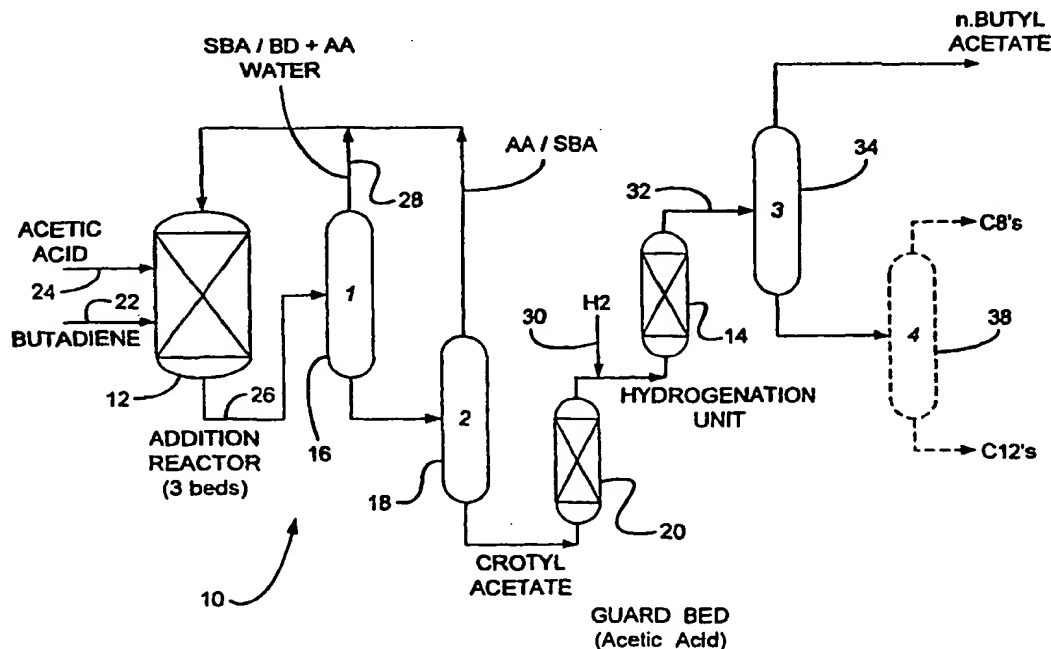 n.BUTYL
ACETATE
SBA / BD + AA
WATER
AA / SBA
34
28
32
3
ACETIC
ACID
24
22
BUTADIENE
1
H2
30
14
C8's
4
38
12
26
16
2
HYDROGENATION
UNIT
ADDITION
REACTOR
(3 beds)
18
20
C12's
CROTYL
ACETATE
10
GUARD BED
(Acetic Acid)